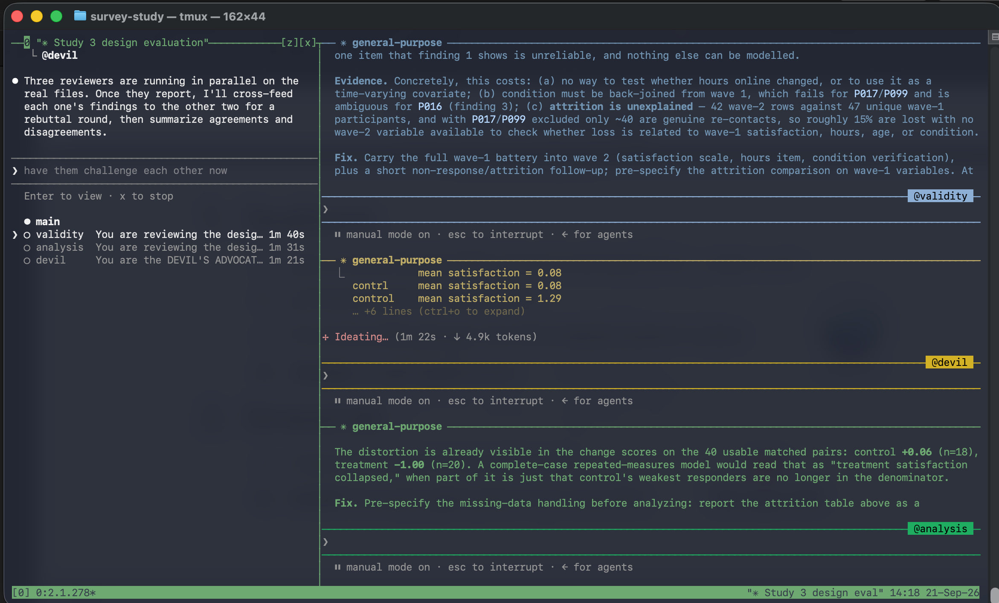 survey-study — tmux — 162×44
0 "✳ Study 3 design evaluation" [z][x]
└ @devil
● Three reviewers are running in parallel on the
real files. Once they report, I'll cross-feed
each one's findings to the other two for a
rebuttal round, then summarize agreements and
disagreements.
❯ have them challenge each other now
Enter to view · x to stop
● main
❯ ○ validity You are reviewing the desig… 1m 40s
○ analysis You are reviewing the desig… 1m 31s
○ devil You are the DEVIL'S ADVOCAT… 1m 21s
✳ general-purpose
one item that finding 1 shows is unreliable, and nothing else can be modelled.
Evidence. Concretely, this costs: (a) no way to test whether hours online changed, or to use it as a
time-varying covariate; (b) condition must be back-joined from wave 1, which fails for P017/P099 and is
ambiguous for P016 (finding 3); (c) attrition is unexplained — 42 wave-2 rows against 47 unique wave-1
participants, and with P017/P099 excluded only ~40 are genuine re-contacts, so roughly 15% are lost with no
wave-2 variable available to check whether loss is related to wave-1 satisfaction, hours, age, or condition.
Fix. Carry the full wave-1 battery into wave 2 (satisfaction scale, hours item, condition verification),
plus a short non-response/attrition follow-up; pre-specify the attrition comparison on wave-1 variables. At
@validity
❯
⏸ manual mode on · esc to interrupt · ← for agents
✳ general-purpose
└ mean satisfaction = 0.08
contrl mean satisfaction = 0.08
control mean satisfaction = 1.29
… +6 lines (ctrl+o to expand)
✢ Ideating… (1m 22s · ↓ 4.9k tokens)
@devil
❯
⏸ manual mode on · esc to interrupt · ← for agents
✳ general-purpose
The distortion is already visible in the change scores on the 40 usable matched pairs: control +0.06 (n=18),
treatment −1.00 (n=20). A complete-case repeated-measures model would read that as "treatment satisfaction
collapsed," when part of it is just that control's weakest responders are no longer in the denominator.
Fix. Pre-specify the missing-data handling before analyzing: report the attrition table above as a
@analysis
❯
⏸ manual mode on · esc to interrupt · ← for agents
[0] 0:2.1.278* "✳ Study 3 design eval" 14:18 21-Sep-26